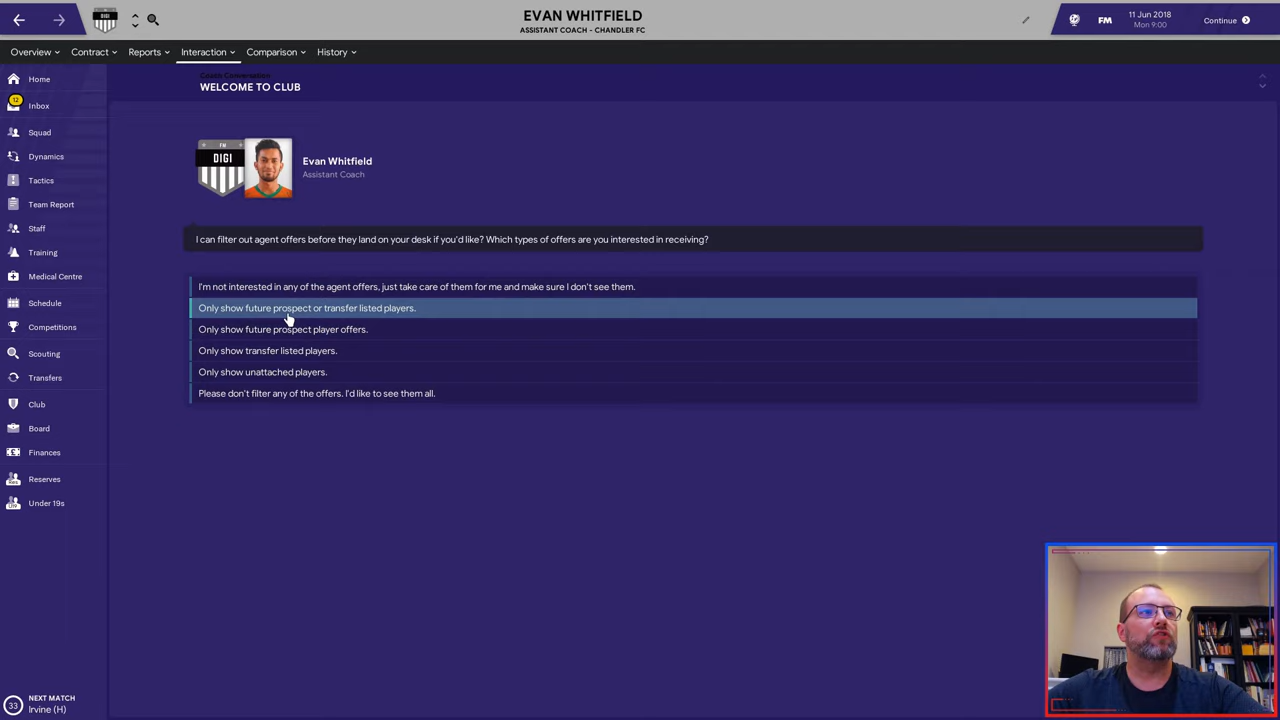 EVAN WHITFIELD
ASSISTANT COACH - CHANDLER FC
DIGI
FM
11 Jun 2018
Mon 9:00
Continue
Overview
Contract
Reports
Interaction
Comparison
History
Home
12
Inbox
Squad
Dynamics
Tactics
Team Report
Staff
Training
Medical Centre
Schedule
Competitions
Scouting
Transfers
Club
Board
Finances
Reserves
Under 19s
33
NEXT MATCH
Irvine (H)
WELCOME TO CLUB
FM
DIGI
Evan Whitfield
Assistant Coach
I can filter out agent offers before they land on your desk if you'd like? Which types of offers are you interested in receiving?
I'm not interested in any of the agent offers, just take care of them for me and make sure I don't see them.
Only show future prospect or transfer listed players.
Only show future prospect player offers.
Only show transfer listed players.
Only show unattached players.
Please don't filter any of the offers. I'd like to see them all.